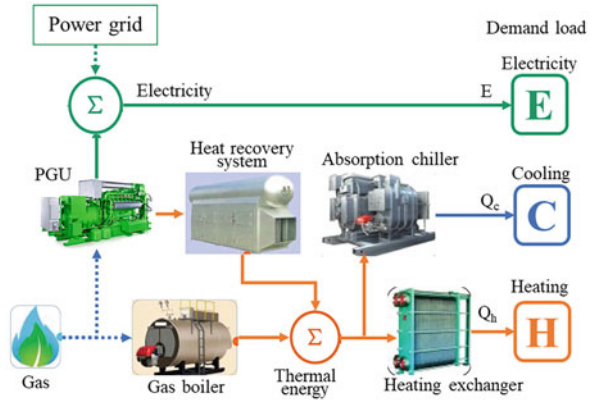 Power grid
Demand load
Electricity
Σ
Electricity
E
E
PGU
Heat recovery
system
Absorption chiller
Cooling
Q_c
C
Heating
Q_h
H
Σ
Gas
Gas boiler
Thermal
energy
Heating exchanger